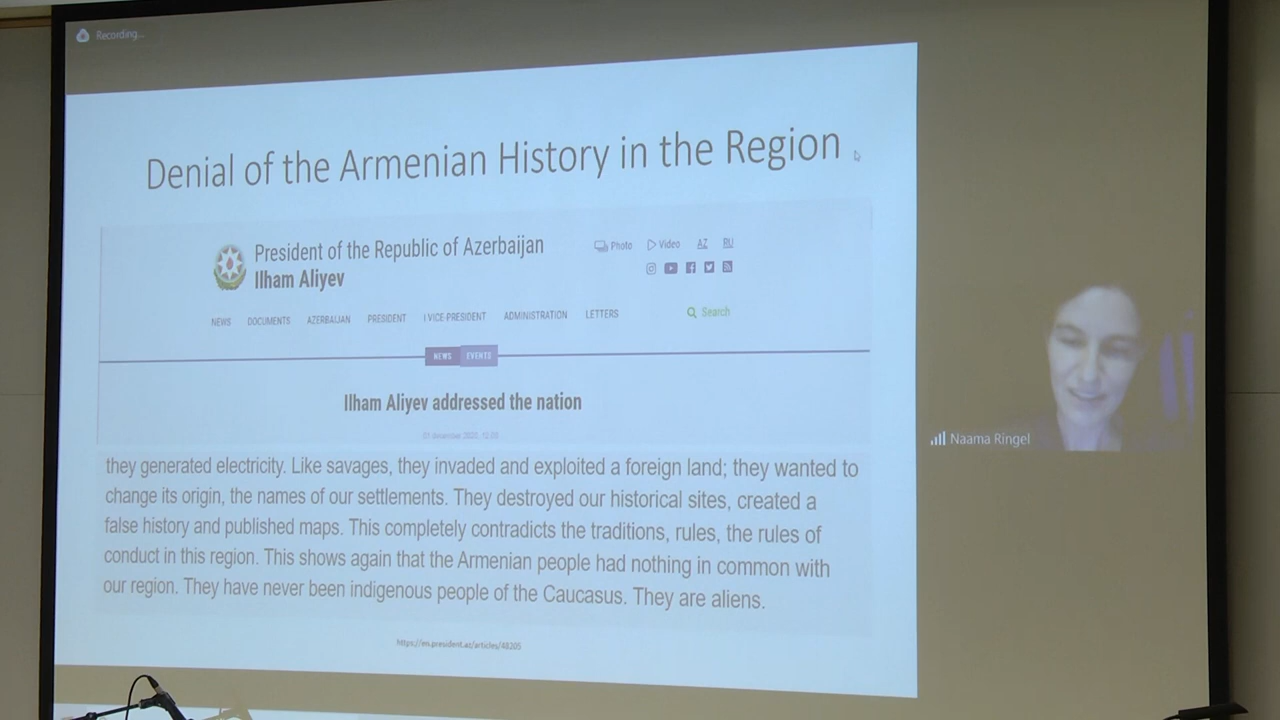 Recording...
Denial of the Armenian History in the Region
President of the Republic of Azerbaijan
Ilham Aliyev
Photo Video AZ RU
NEWS DOCUMENTS AZERBAIJAN PRESIDENT I VICE-PRESIDENT ADMINISTRATION LETTERS Search
NEWS EVENTS
Ilham Aliyev addressed the nation
01 december 2020,
they generated electricity. Like savages, they invaded and exploited a foreign land; they wanted to
change its origin, the names of our settlements. They destroyed our historical sites, created a
false history and published maps. This completely contradicts the traditions, rules, the rules of
conduct in this region. This shows again that the Armenian people had nothing in common with
our region. They have never been indigenous people of the Caucasus. They are aliens.
https://en.president.az/articles/48205
Naama Ringel